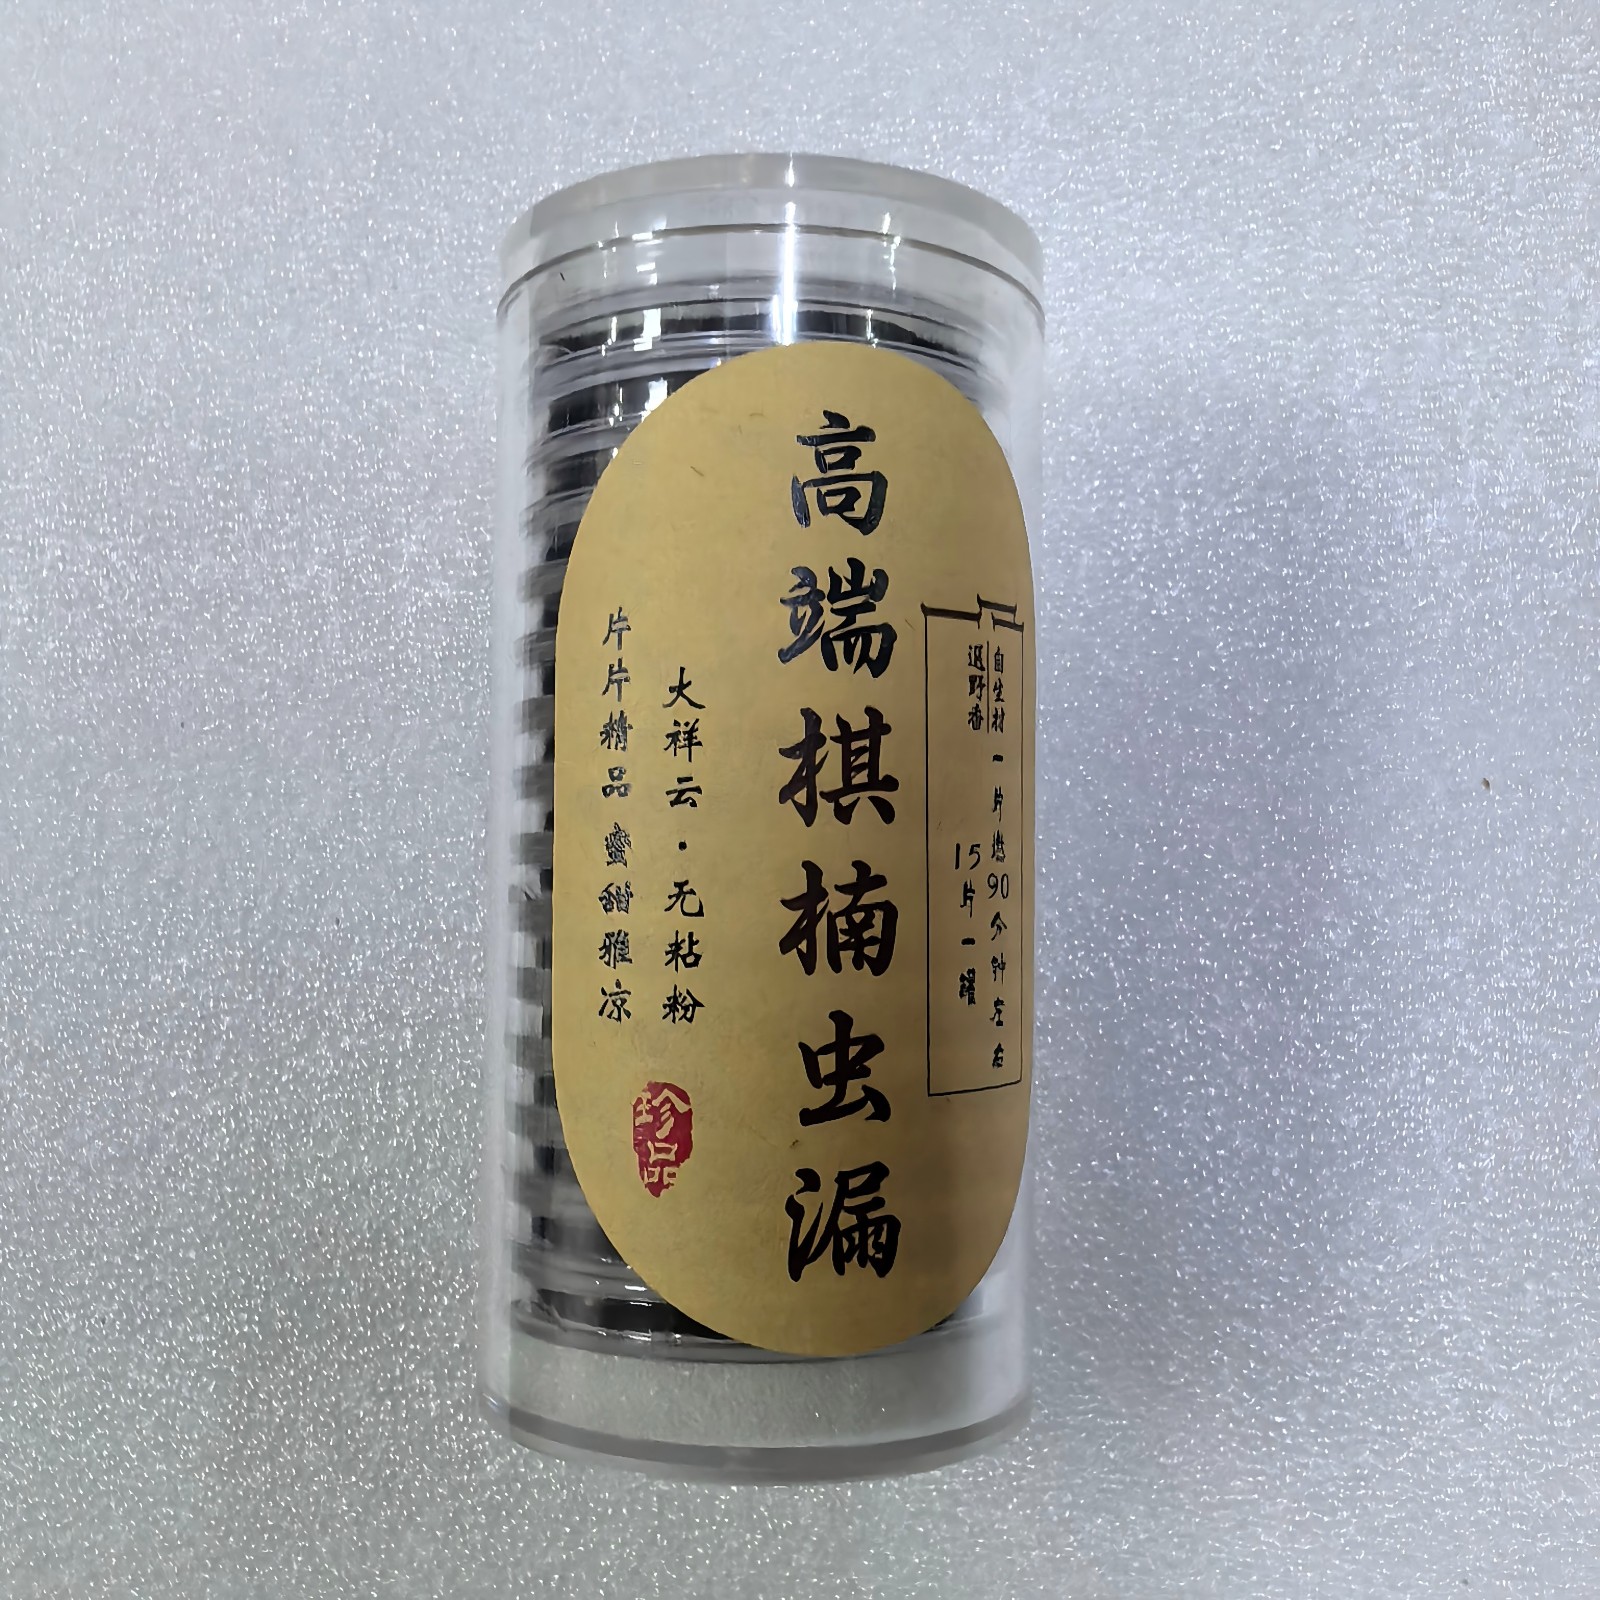 自生材 一片燃90分钟左右
退野香 15片一罐
高端棋楠虫漏
大祥云·无粘粉
片片精品 蜜甜雅凉
珍品